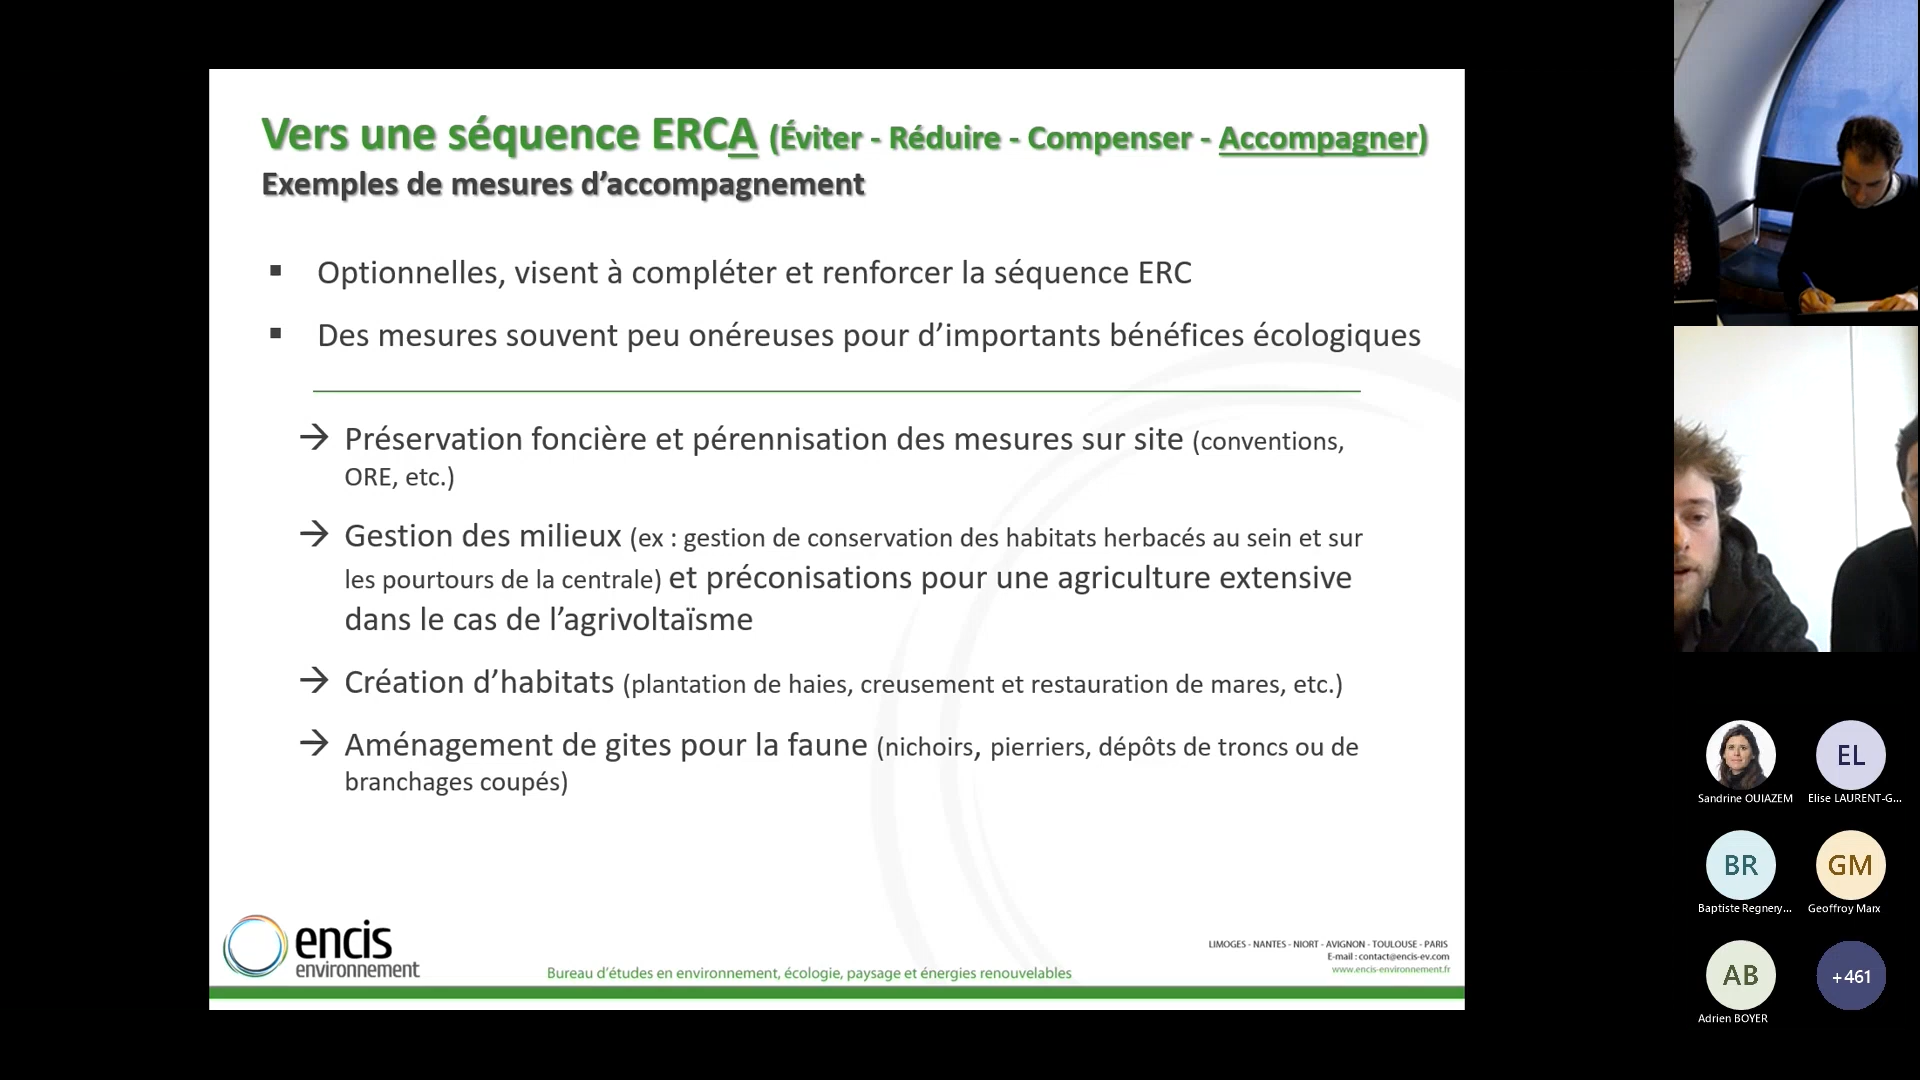 Vers une séquence ERCA (Éviter - Réduire - Compenser - Accompagner)
Exemples de mesures d’accompagnement
▪ Optionnelles, visent à compléter et renforcer la séquence ERC
▪ Des mesures souvent peu onéreuses pour d’importants bénéfices écologiques
→ Préservation foncière et pérennisation des mesures sur site (conventions,
ORE, etc.)
→ Gestion des milieux (ex : gestion de conservation des habitats herbacés au sein et sur
les pourtours de la centrale) et préconisations pour une agriculture extensive
dans le cas de l’agrivoltaïsme
→ Création d’habitats (plantation de haies, creusement et restauration de mares, etc.)
→ Aménagement de gites pour la faune (nichoirs, pierriers, dépôts de troncs ou de
branchages coupés)
encis
environnement
Bureau d’études en environnement, écologie, paysage et énergies renouvelables
LIMOGES - NANTES - NIORT - AVIGNON - TOULOUSE - PARIS
E-mail : contact@encis-ev.com
www.encis-environnement.fr
EL
Sandrine OUIAZEM
Elise LAURENT-G...
BR
GM
Baptiste Regnery...
Geoffroy Marx
AB
+461
Adrien BOYER